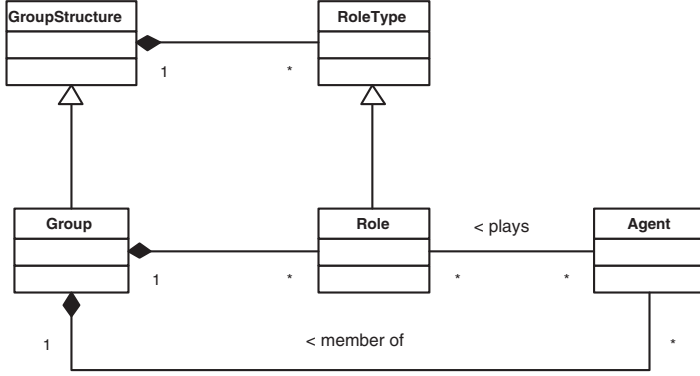 GroupStructure
RoleType
1
*
Group
Role
< plays
Agent
1
*
*
*
1
< member of
*